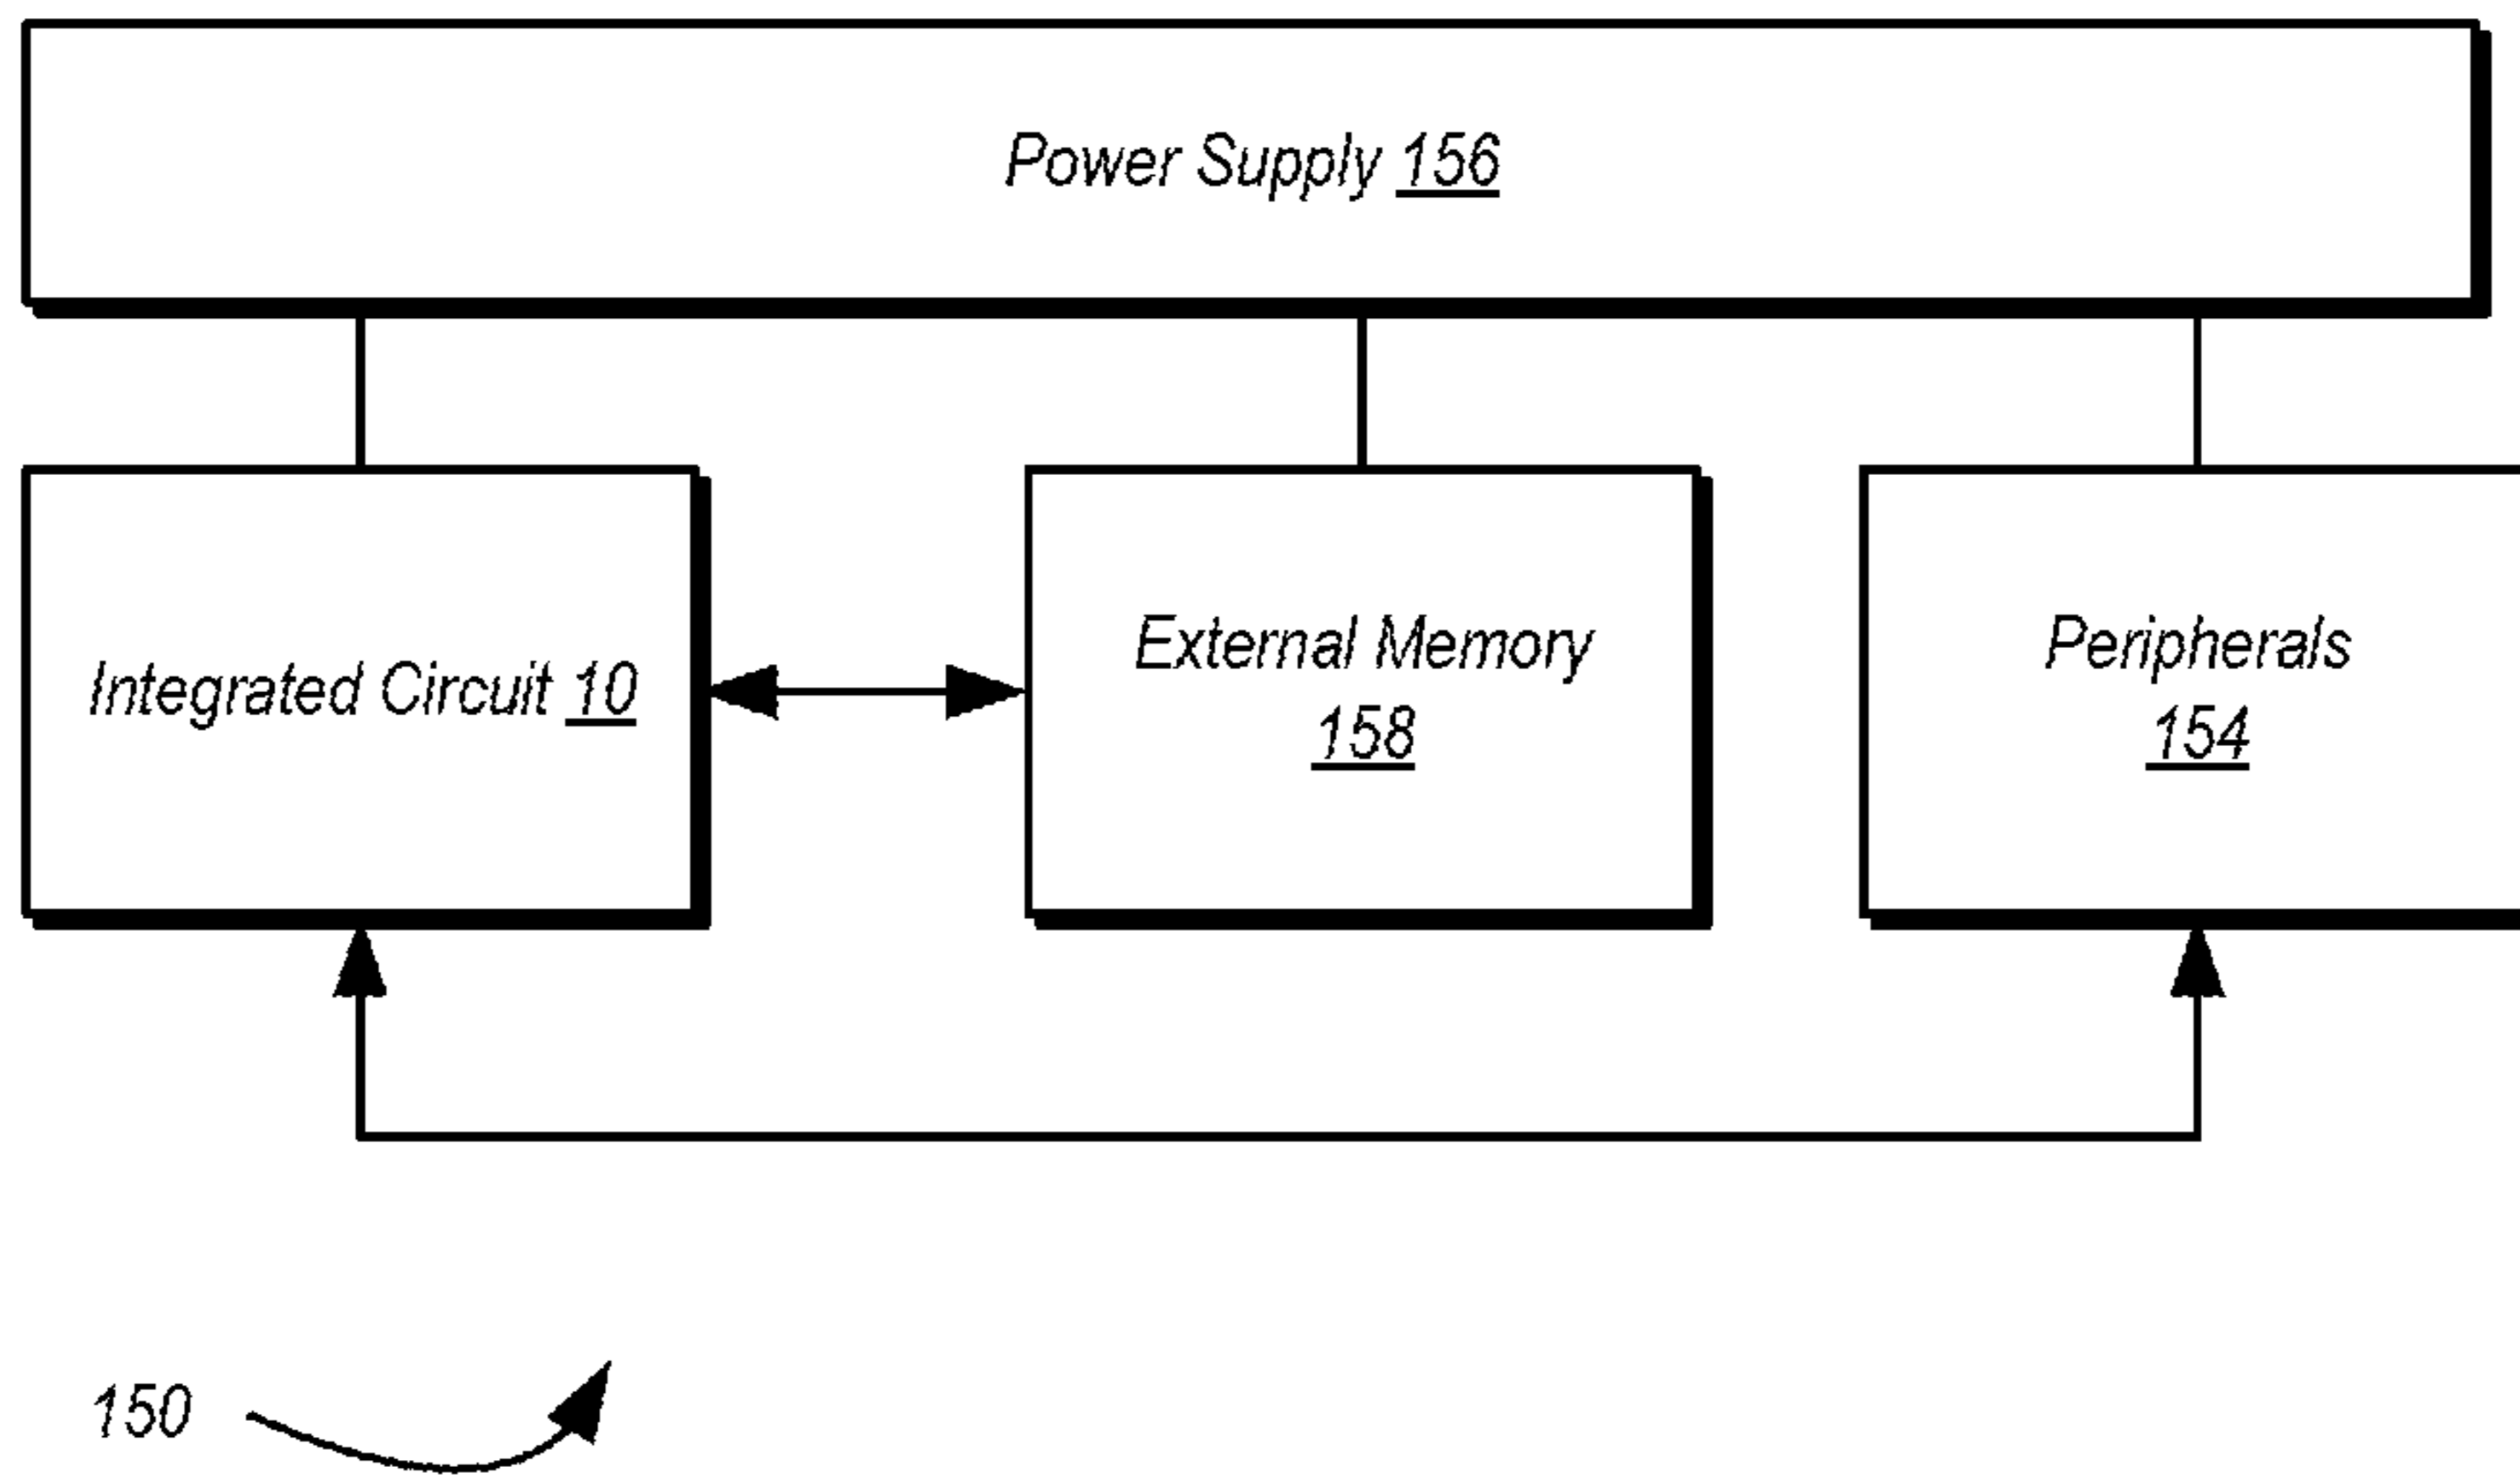 Power Supply 156
Integrated Circuit 10
External Memory
158
Peripherals
154
150